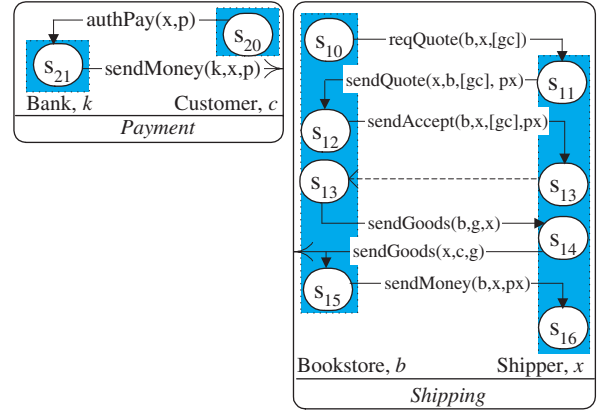 authPay(x,p)
S20
S21
sendMoney(k,x,p)
Bank, k
Customer, c
Payment
S10
reqQuote(b,x,[gc])
S11
sendQuote(x,b,[gc], px)
S12
sendAccept(b,x,[gc],px)
S13
S13
sendGoods(b,g,x)
S14
sendGoods(x,c,g)
S15
sendMoney(b,x,px)
S16
Bookstore, b
Shipper, x
Shipping